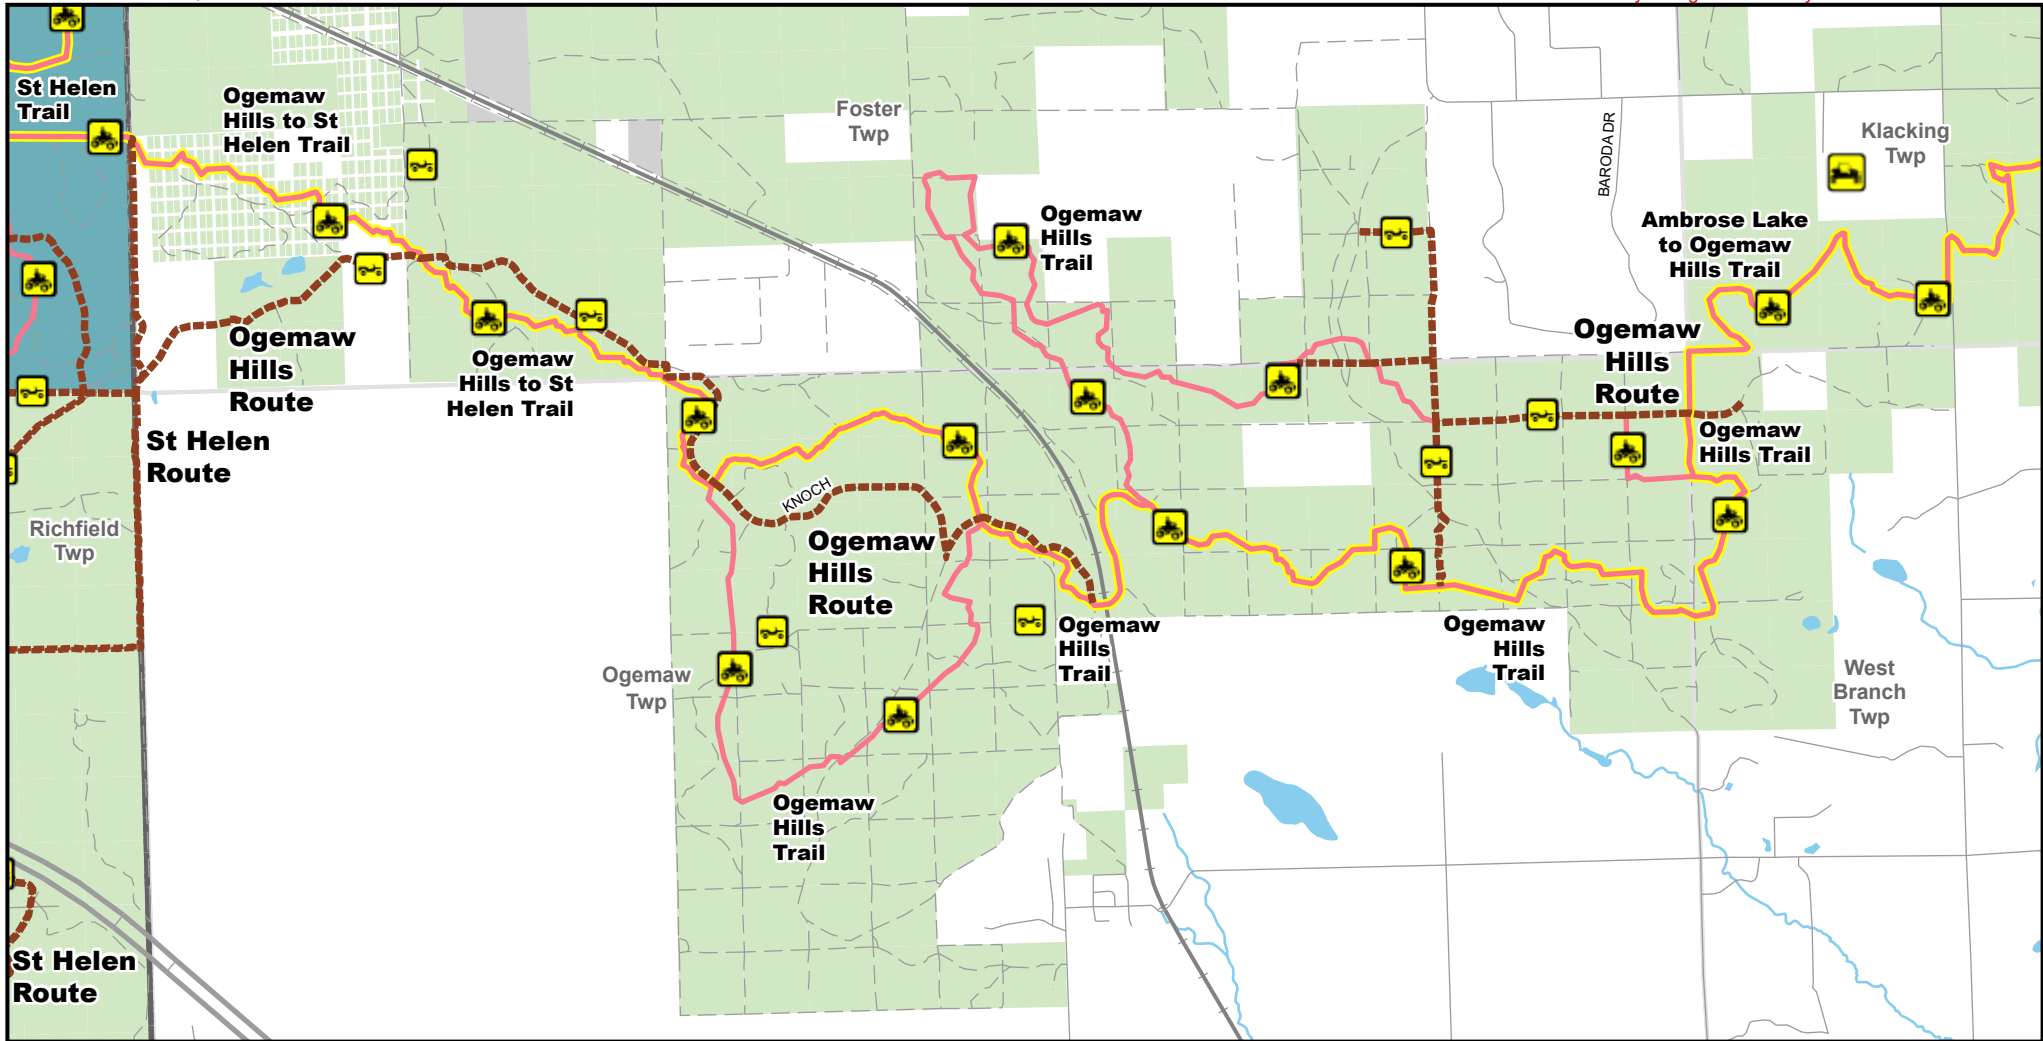 St Helen
Trail
Ogemaw
Hills to St
Helen Trail
Foster
Twp
BARODA DR
Klacking
Twp
Ogemaw
Hills
Trail
Ambrose Lake
to Ogemaw
Hills Trail
Ogemaw
Hills
Route
Ogemaw
Hills to St
Helen Trail
Ogemaw
Hills
Route
St Helen
Route
Ogemaw
Hills Trail
KNOCH
Richfield
Twp
Ogemaw
Hills
Route
Ogemaw
Hills
Trail
Ogemaw
Hills
Trail
Ogemaw
Twp
West
Branch
Twp
Ogemaw
Hills
Trail
St Helen
Route